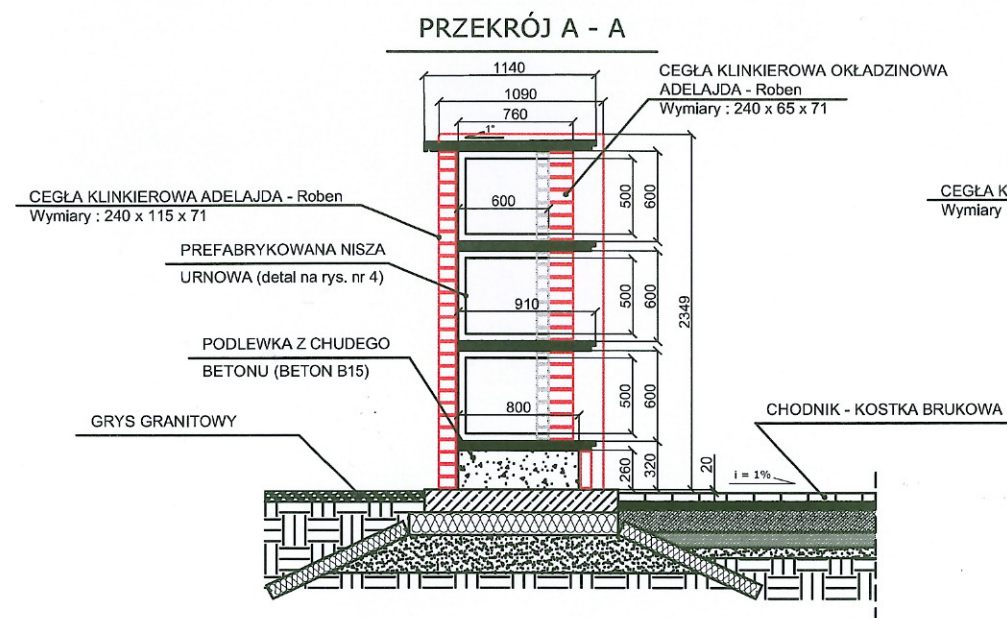 PRZEKRÓJ A - A
1140
1090
760
1°
CEGŁA KLINKIEROWA OKŁADZINOWA
ADELAJDA - Roben
Wymiary : 240 x 65 x 71
CEGŁA KLINKIEROWA ADELAJDA - Roben
Wymiary : 240 x 115 x 71
CEGŁA K
Wymiary
600
500
600
PREFABRYKOWANA NISZA
URNOWA (detal na rys. nr 4)
910
500
600
2349
PODLEWKA Z CHUDEGO
BETONU (BETON B15)
800
500
600
GRYS GRANITOWY
CHODNIK - KOSTKA BRUKOWA
260
320
20
i = 1%